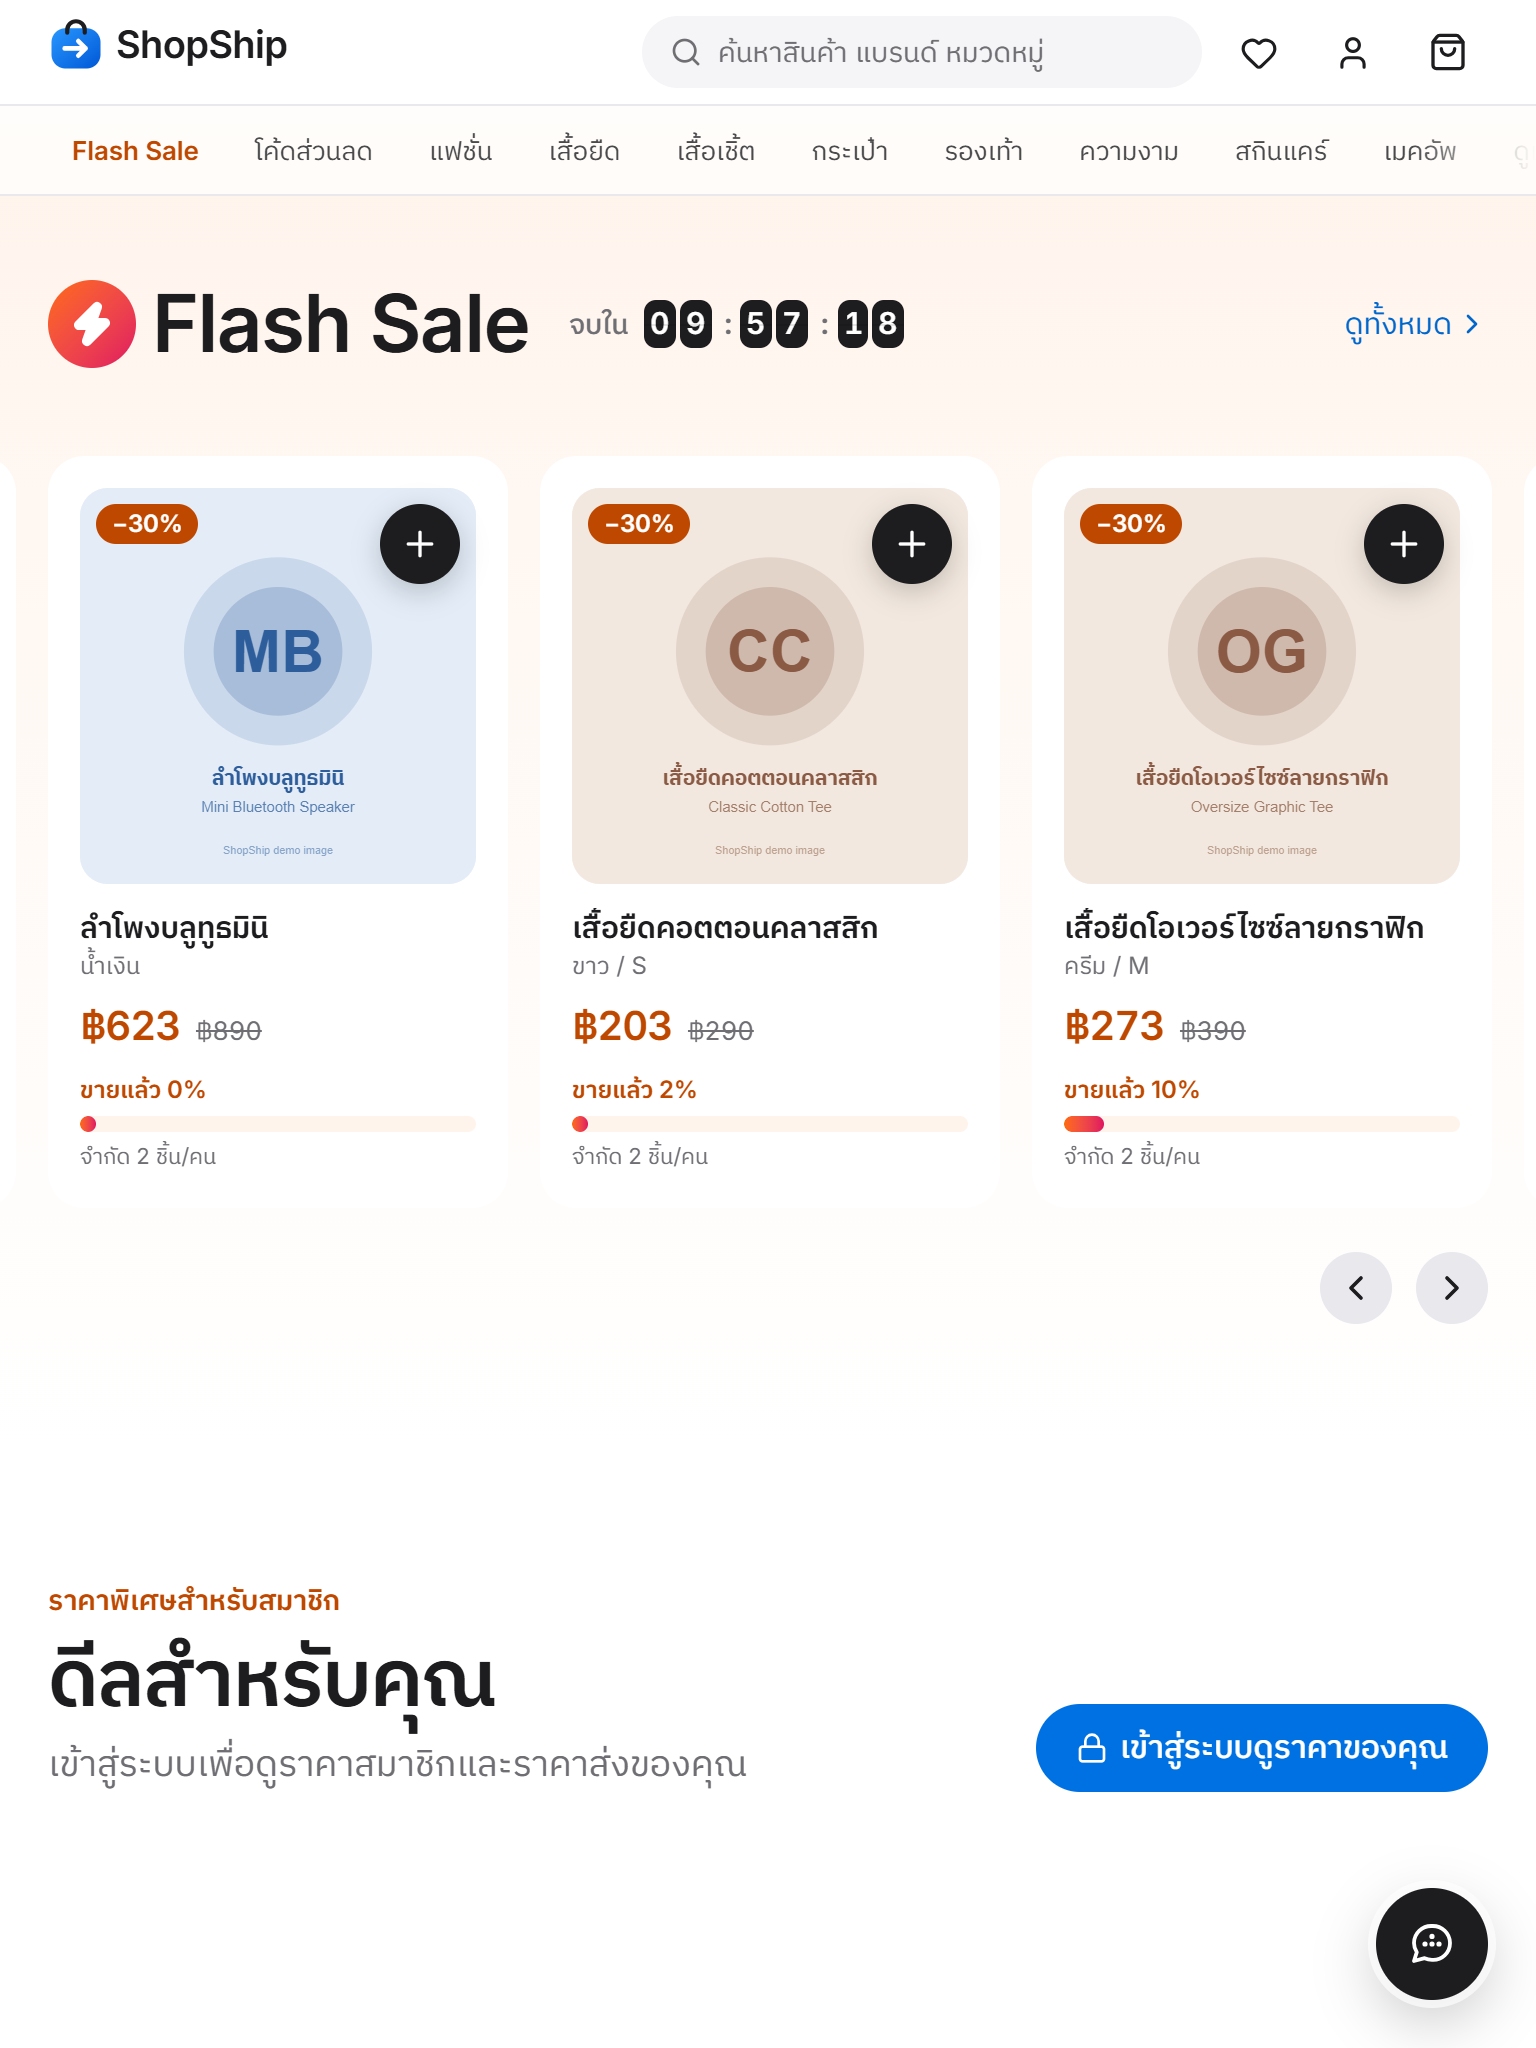 ShopShip
ค้นหาสินค้า แบรนด์ หมวดหมู่
Flash Sale โค้ดส่วนลด แฟชั่น เสื้อยืด เสื้อเชิ้ต กระเป๋า รองเท้า ความงาม สกินแคร์ เมคอัพ
Flash Sale จบใน 09 : 57 : 18
ดูทั้งหมด
−30%
MB
ลำโพงบลูทูธมินิ
Mini Bluetooth Speaker
ShopShip demo image
ลำโพงบลูทูธมินิ
น้ำเงิน
฿623 ฿890
ขายแล้ว 0%
จำกัด 2 ชิ้น/คน
−30%
CC
เสื้อยืดคอตตอนคลาสสิก
Classic Cotton Tee
ShopShip demo image
เสื้อยืดคอตตอนคลาสสิก
ขาว / S
฿203 ฿290
ขายแล้ว 2%
จำกัด 2 ชิ้น/คน
−30%
OG
เสื้อยืดโอเวอร์ไซซ์ลายกราฟิก
Oversize Graphic Tee
ShopShip demo image
เสื้อยืดโอเวอร์ไซซ์ลายกราฟิก
ครีม / M
฿273 ฿390
ขายแล้ว 10%
จำกัด 2 ชิ้น/คน
ราคาพิเศษสำหรับสมาชิก
ดีลสำหรับคุณ
เข้าสู่ระบบเพื่อดูราคาสมาชิกและราคาส่งของคุณ
เข้าสู่ระบบดูราคาของคุณ